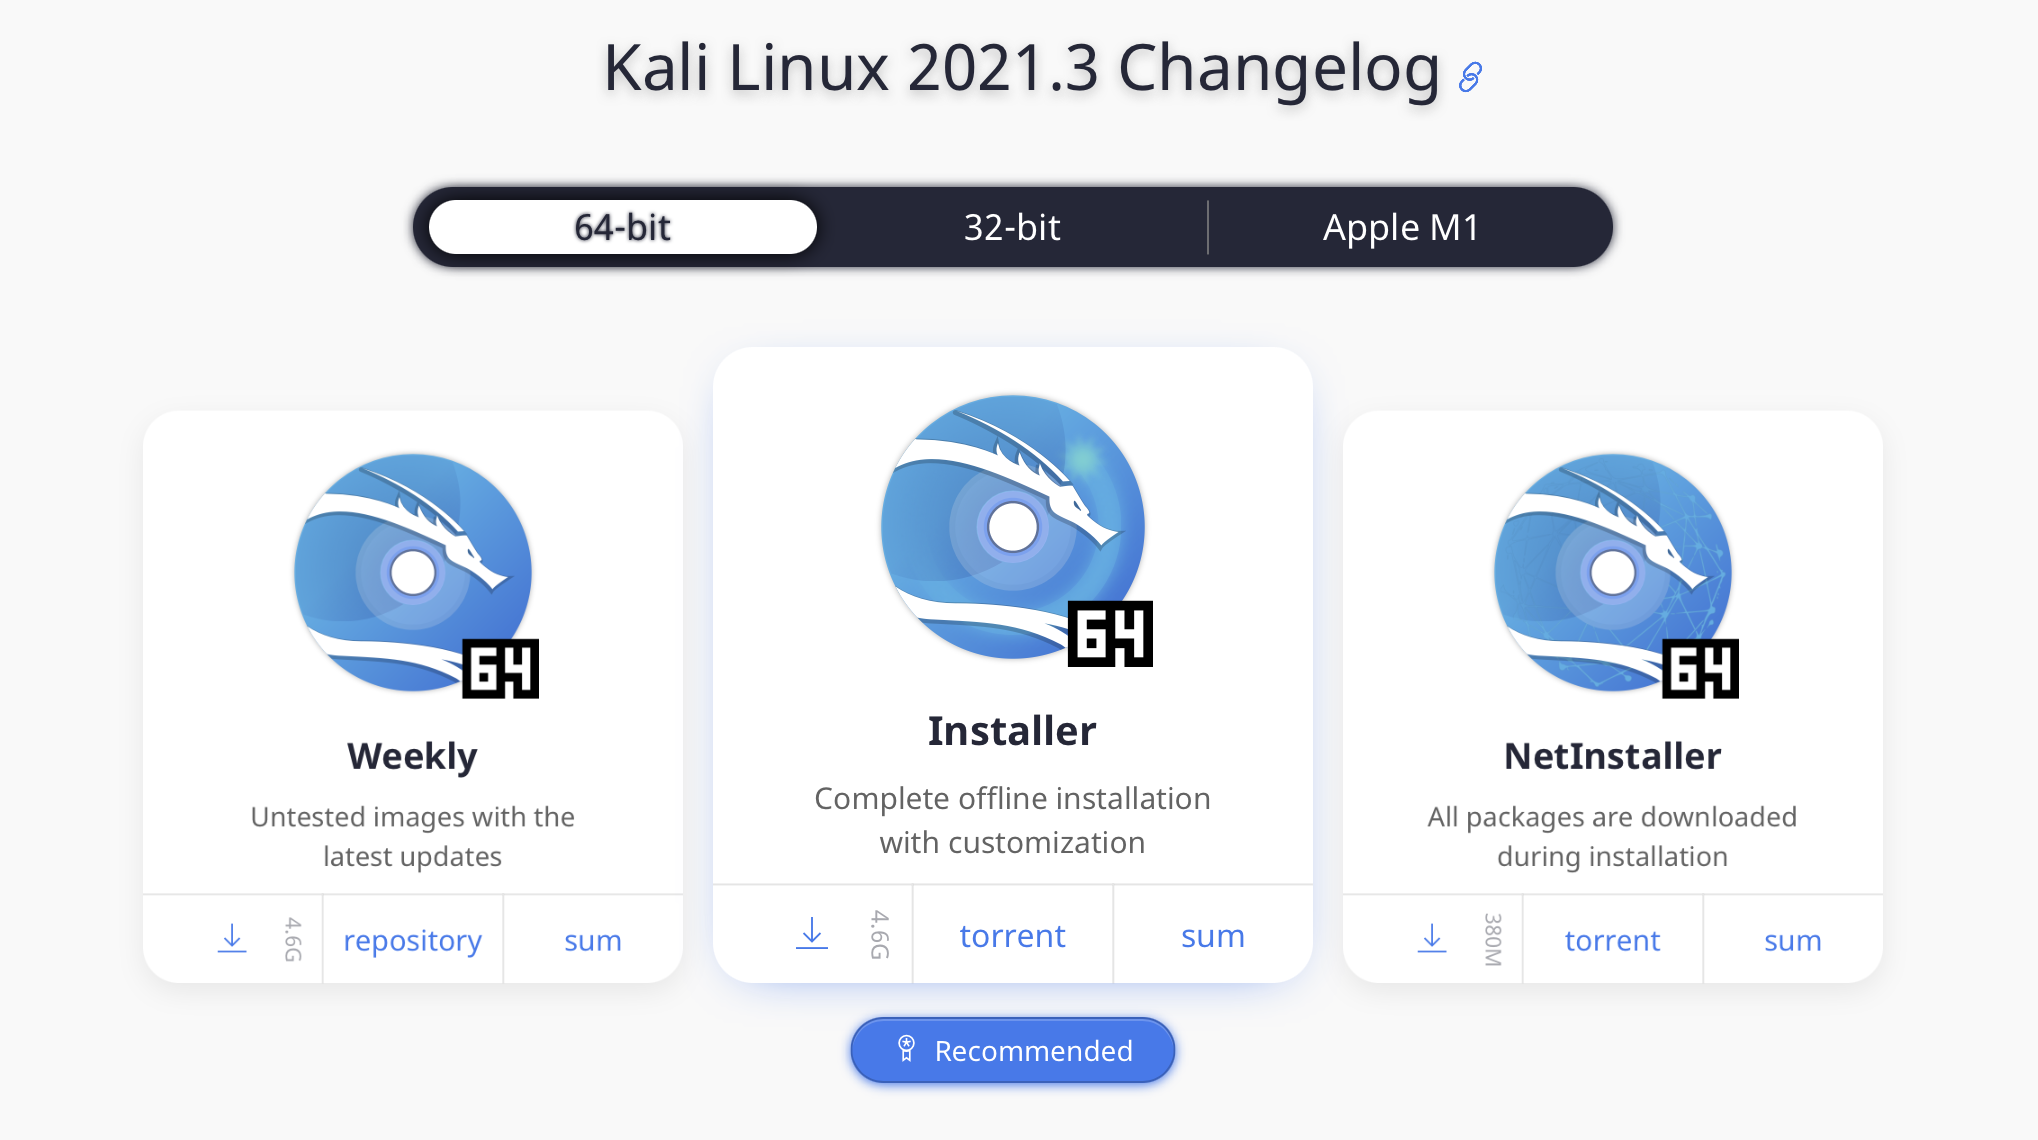 Kali Linux 2021.3 Changelog
64-bit
32-bit
Apple M1
64
Weekly
Untested images with the
latest updates
4.6G
repository
sum
64
Installer
Complete offline installation
with customization
4.6G
torrent
sum
64
NetInstaller
All packages are downloaded
during installation
380M
torrent
sum
Recommended